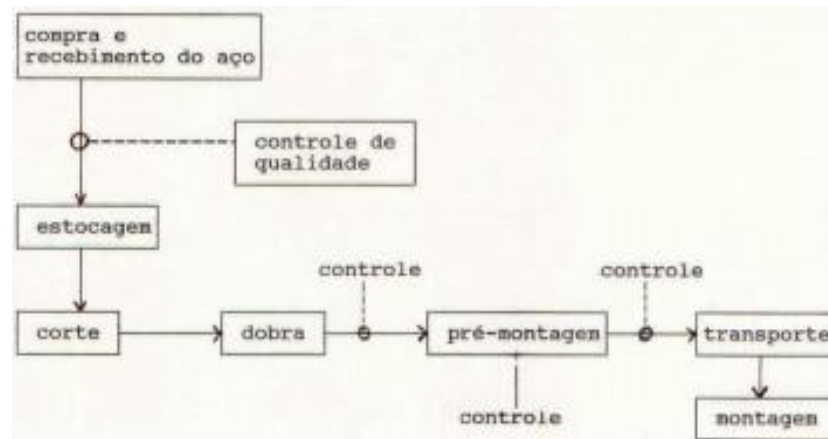 compra e
recebimento do aço
controle de
qualidade
estocagem
controle
controle
corte
dobra
pré-montagem
transporte
controle
montagem